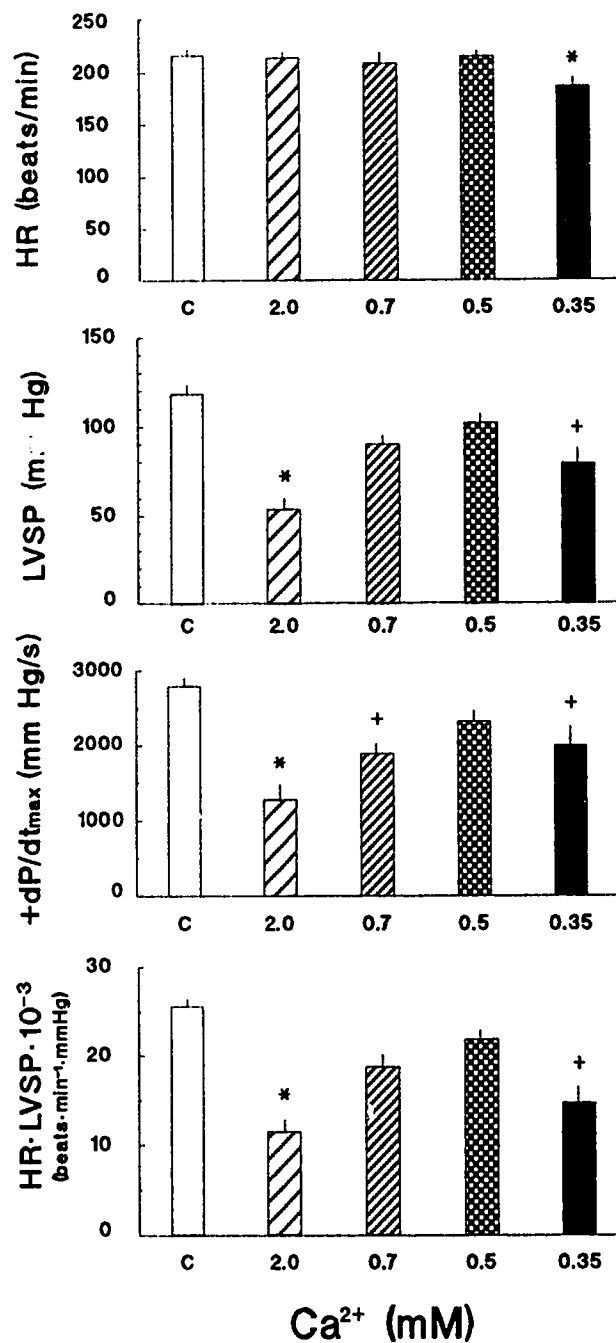 HR (beats/min)
250
200
150
100
50
0
*
C 2.0 0.7 0.5 0.35
LVSP (m Hg)
150
100
50
0
* +
C 2.0 0.7 0.5 0.35
+dP/dtmax (mm Hg/s)
3000
2000
1000
0
* + +
C 2.0 0.7 0.5 0.35
HR·LVSP·10⁻³
(beats·min⁻¹·mmHg)
30
20
10
0
* +
C 2.0 0.7 0.5 0.35
Ca²⁺ (mM)